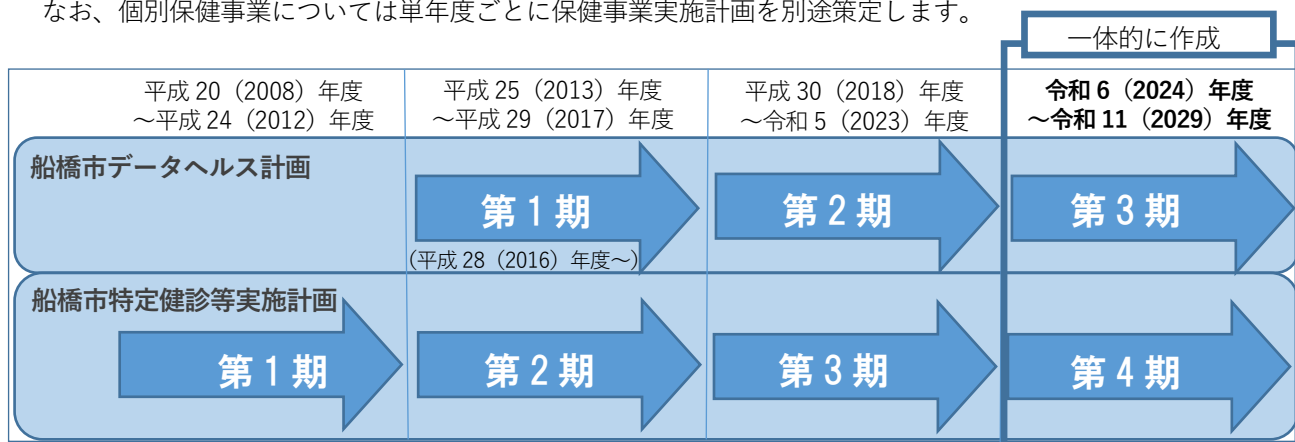 なお、個別保健事業については単年度ごとに保健事業実施計画を別途策定します。
一体的に作成
平成 20（2008）年度
～平成 24（2012）年度
平成 25（2013）年度
～平成 29（2017）年度
平成 30（2018）年度
～令和 5（2023）年度
令和 6（2024）年度
～令和 11（2029）年度
船橋市データヘルス計画
第 1 期
第 2 期
第 3 期
(平成 28（2016）年度～)
船橋市特定健診等実施計画
第 1 期
第 2 期
第 3 期
第 4 期